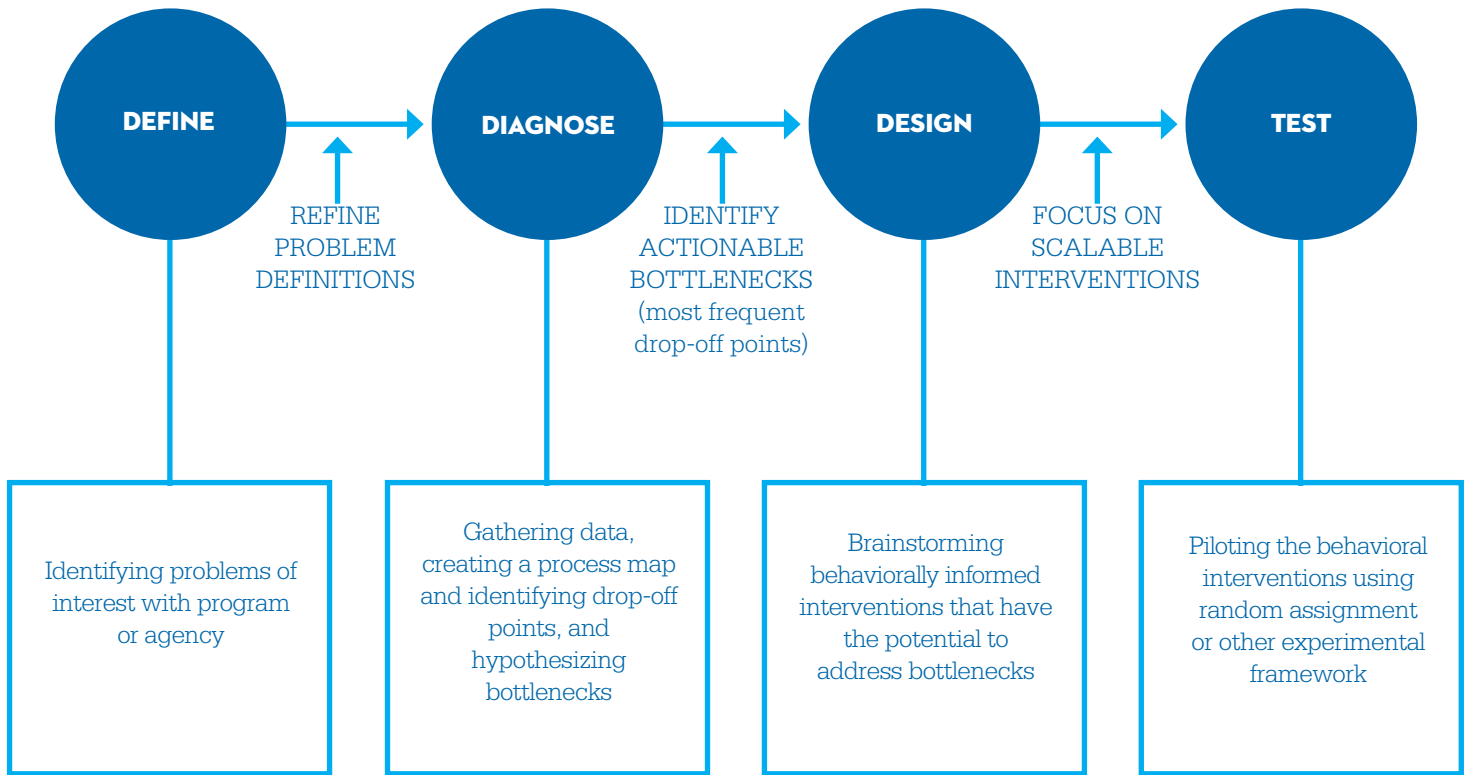 DEFINE
DIAGNOSE
DESIGN
TEST
REFINE
PROBLEM
DEFINITIONS
IDENTIFY
ACTIONABLE
BOTTLENECKS
(most frequent
drop-off points)
FOCUS ON
SCALABLE
INTERVENTIONS
Identifying problems of
interest with program
or agency
Gathering data,
creating a process map
and identifying drop-off
points, and
hypothesizing
bottlenecks
Brainstorming
behaviorally informed
interventions that have
the potential to
address bottlenecks
Piloting the behavioral
interventions using
random assignment
or other experimental
framework